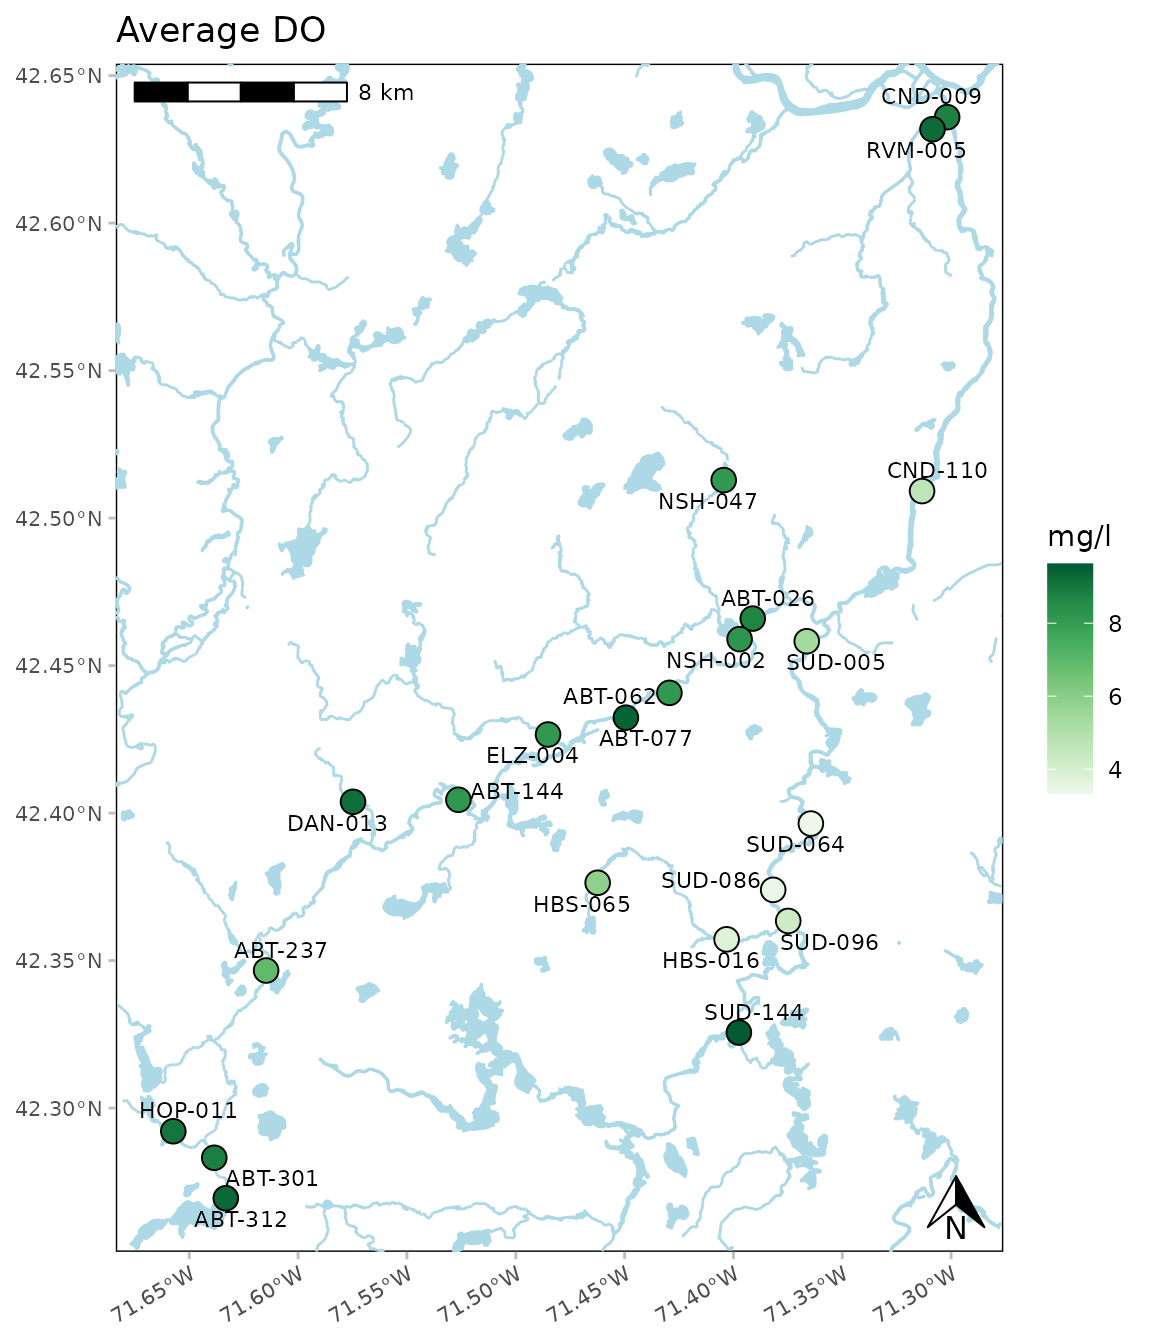 Average DO
42.65°N
42.60°N
42.55°N
42.50°N
42.45°N
42.40°N
42.35°N
42.30°N
8 km
CND-009
RVM-005
CND-110
NSH-047
ABT-026
NSH-002
SUD-005
ABT-062
ABT-077
ELZ-004
ABT-144
DAN-013
SUD-064
SUD-086
HBS-065
SUD-096
HBS-016
ABT-237
SUD-144
HOP-011
ABT-301
ABT-312
N
71.65°W
71.60°W
71.55°W
71.50°W
71.45°W
71.40°W
71.35°W
71.30°W
mg/l
8
6
4